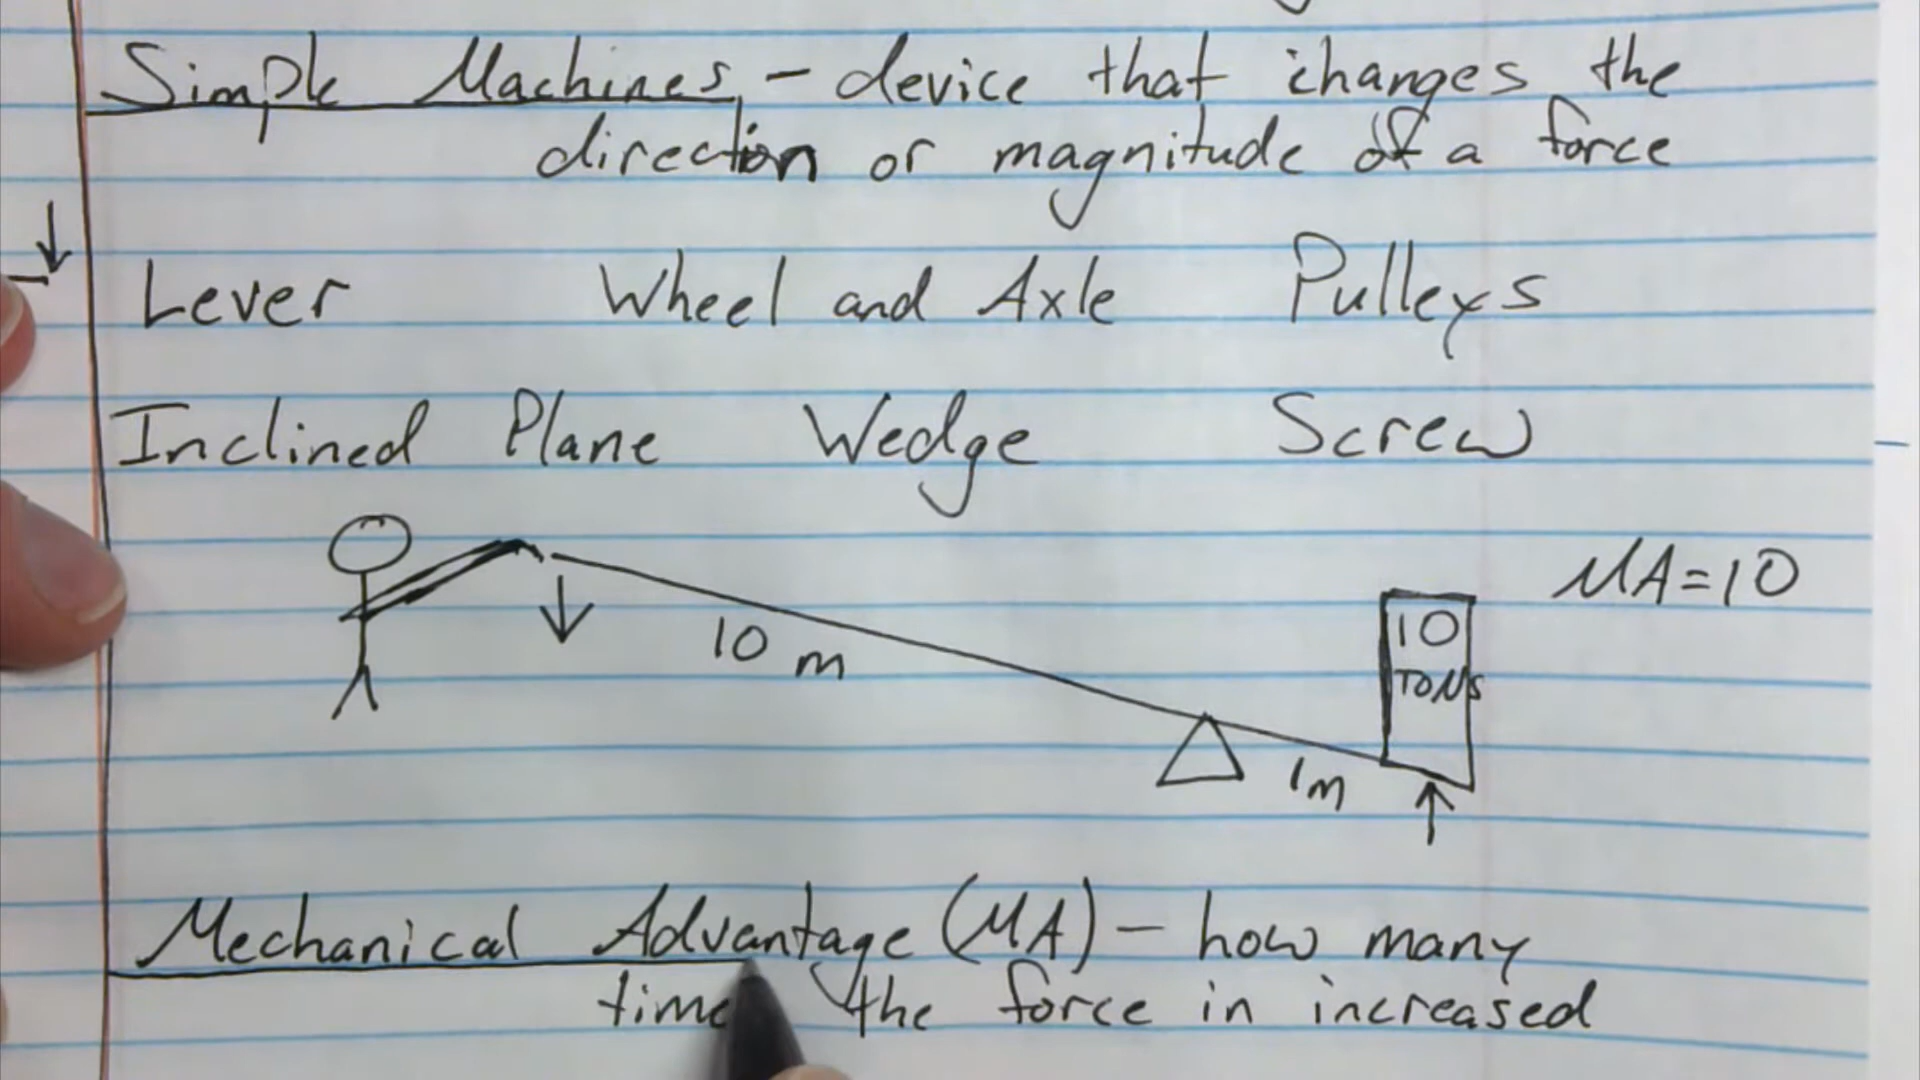 Simple Machines - device that changes the
direction or magnitude of a force
Lever Wheel and Axle Pulleys
Inclined Plane Wedge Screw
MA=10
10 m
10
TONS
1m
Mechanical Advantage (MA) - how many
the force in increased